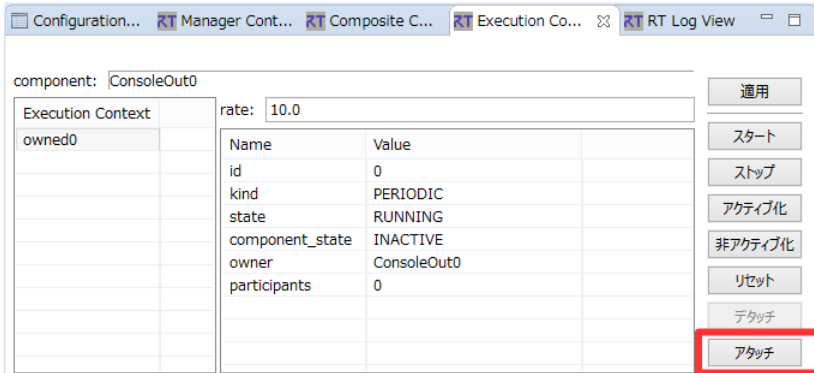 Configuration... RT Manager Cont... RT Composite C... RT Execution Co... RT RT Log View
component: ConsoleOut0
適用
Execution Context
rate: 10.0
owned0
スタート
Name Value
id 0
ストップ
kind PERIODIC
アクティブ化
state RUNNING
component_state INACTIVE
非アクティブ化
owner ConsoleOut0
participants 0
リセット
デタッチ
アタッチ